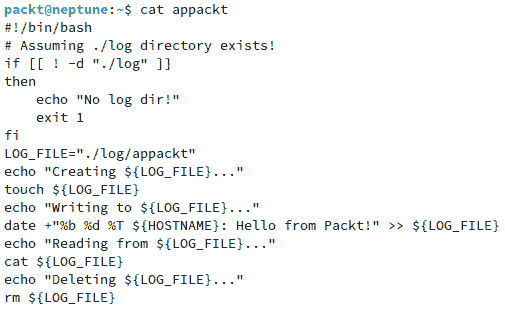 packt@neptune:~$ cat appackt
#!/bin/bash
# Assuming ./log directory exists!
if [[ ! -d "./log" ]]
then
    echo "No log dir!"
    exit 1
fi
LOG_FILE="./log/appackt"
echo "Creating ${LOG_FILE}..."
touch ${LOG_FILE}
echo "Writing to ${LOG_FILE}..."
date +"%b %d %T ${HOSTNAME}: Hello from Packt!" >> ${LOG_FILE}
echo "Reading from ${LOG_FILE}..."
cat ${LOG_FILE}
echo "Deleting ${LOG_FILE}..."
rm ${LOG_FILE}